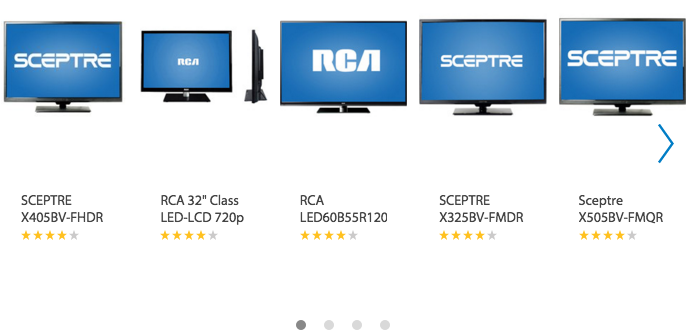 SCEPTRE
RCA
RCA
SCEPTRE
SCEPTRE
SCEPTRE
X405BV-FHDR
RCA 32" Class
LED-LCD 720p
RCA
LED60B55R120
SCEPTRE
X325BV-FMDR
Sceptre
X505BV-FMQR